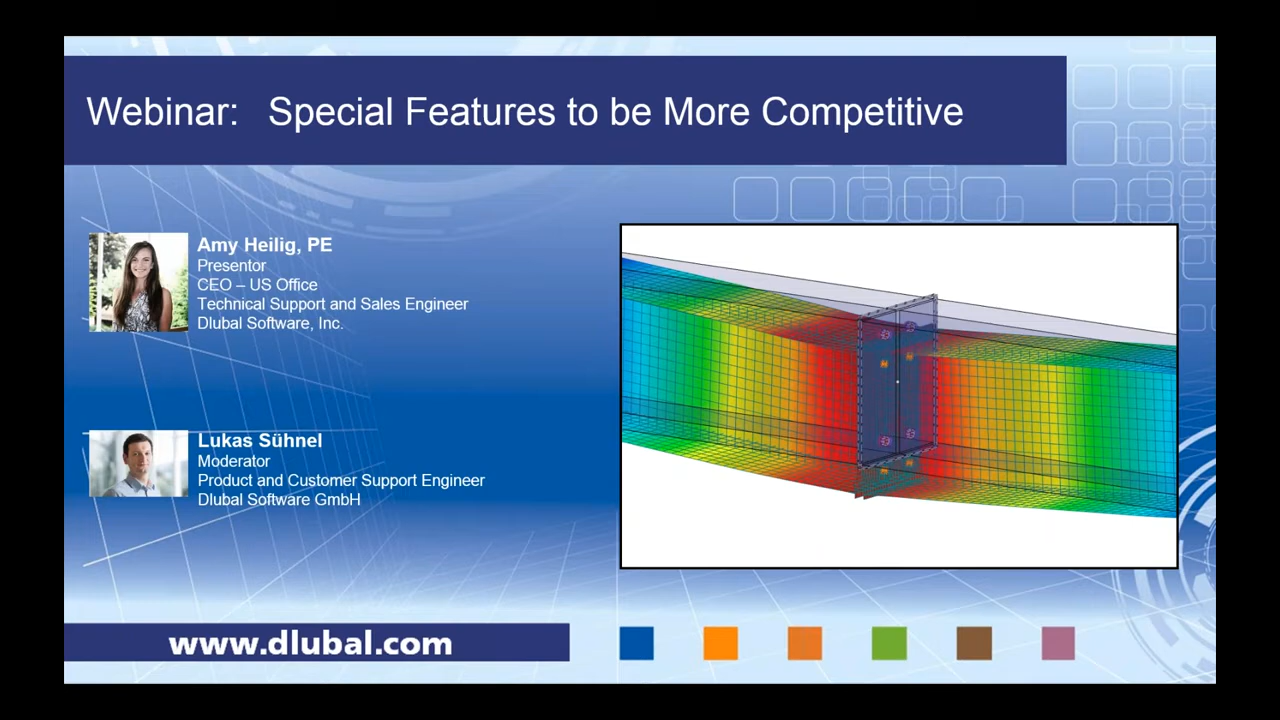 Webinar: Special Features to be More Competitive
Amy Heilig, PE
Presentor
CEO – US Office
Technical Support and Sales Engineer
Dlubal Software, Inc.
Lukas Sühnel
Moderator
Product and Customer Support Engineer
Dlubal Software GmbH
www.dlubal.com